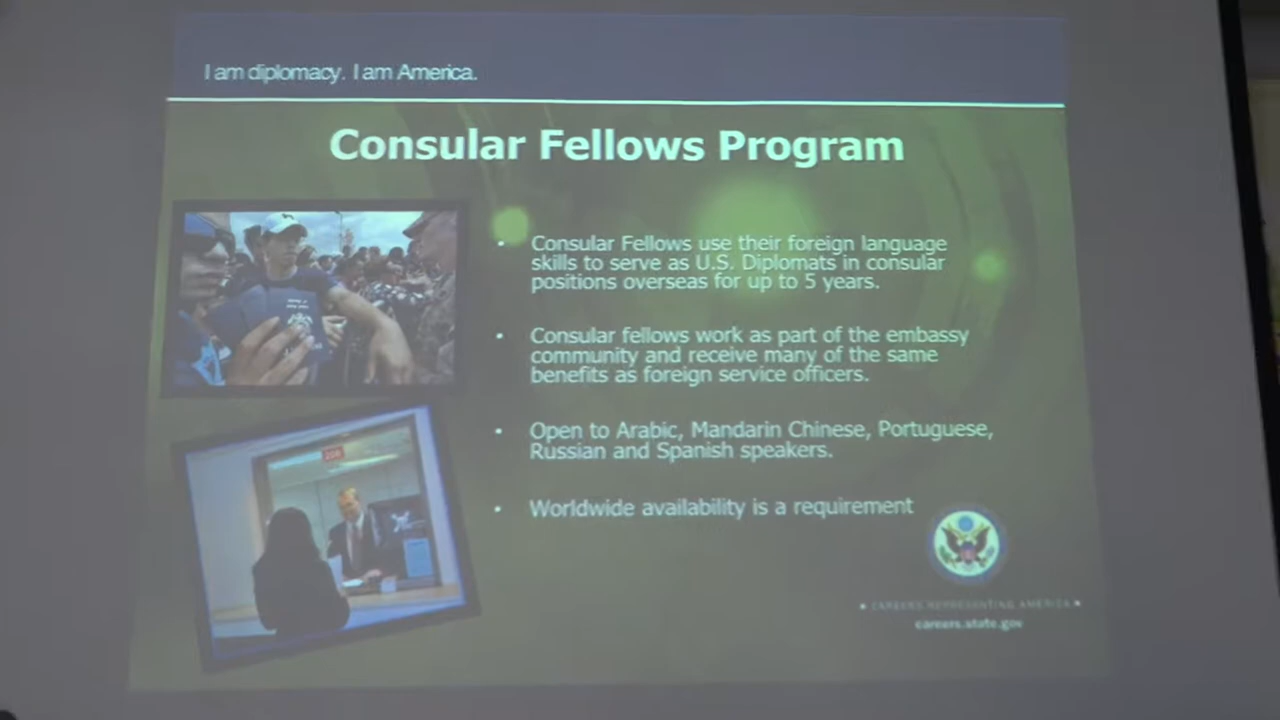 I am diplomacy. I am America.
Consular Fellows Program
• Consular Fellows use their foreign language
skills to serve as U.S. Diplomats in consular
positions overseas for up to 5 years.
• Consular fellows work as part of the embassy
community and receive many of the same
benefits as foreign service officers.
• Open to Arabic, Mandarin Chinese, Portuguese,
Russian and Spanish speakers.
• Worldwide availability is a requirement
CAREERS REPRESENTING AMERICA
careers.state.gov